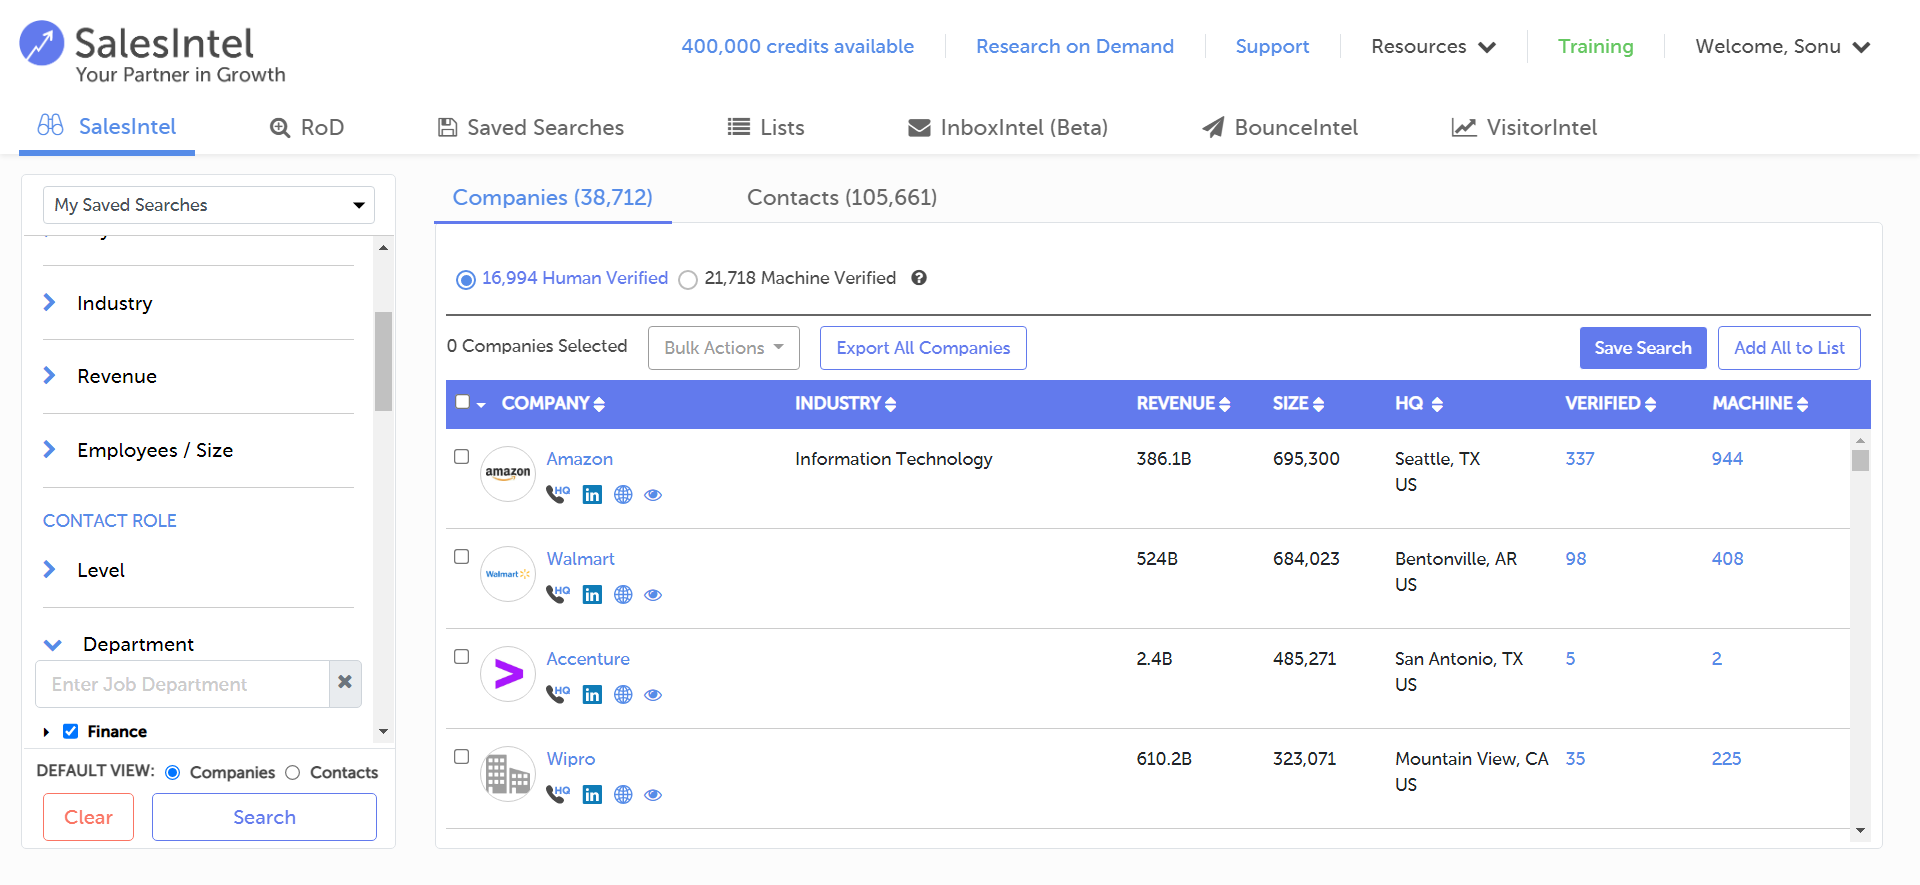 SalesIntel
Your Partner in Growth
400,000 credits available
Research on Demand
Support
Resources
Training
Welcome, Sonu
SalesIntel
RoD
Saved Searches
Lists
InboxIntel (Beta)
BounceIntel
VisitorIntel
My Saved Searches
Industry
Revenue
Employees / Size
CONTACT ROLE
Level
Department
Enter Job Department
Finance
DEFAULT VIEW: Companies Contacts
Clear
Search
Companies (38,712)
Contacts (105,661)
16,994 Human Verified
21,718 Machine Verified
0 Companies Selected
Bulk Actions
Export All Companies
Save Search
Add All to List
COMPANY INDUSTRY REVENUE SIZE HQ VERIFIED MACHINE
amazon
Amazon Information Technology 386.1B 695,300 Seattle, TX 337 944
US
HQ in
Walmart
Walmart 524B 684,023 Bentonville, AR 98 408
US
HQ in
Accenture 2.4B 485,271 San Antonio, TX 5 2
US
HQ in
Wipro 610.2B 323,071 Mountain View, CA 35 225
US
HQ in